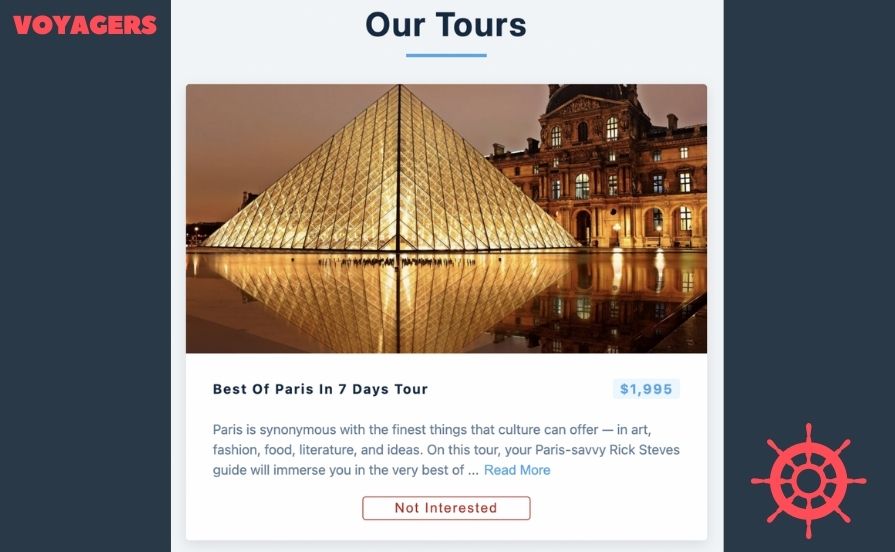 VOYAGERS
Our Tours
Best Of Paris In 7 Days Tour
$1,995
Paris is synonymous with the finest things that culture can offer — in art,
fashion, food, literature, and ideas. On this tour, your Paris-savvy Rick Steves
guide will immerse you in the very best of ... Read More
Not Interested